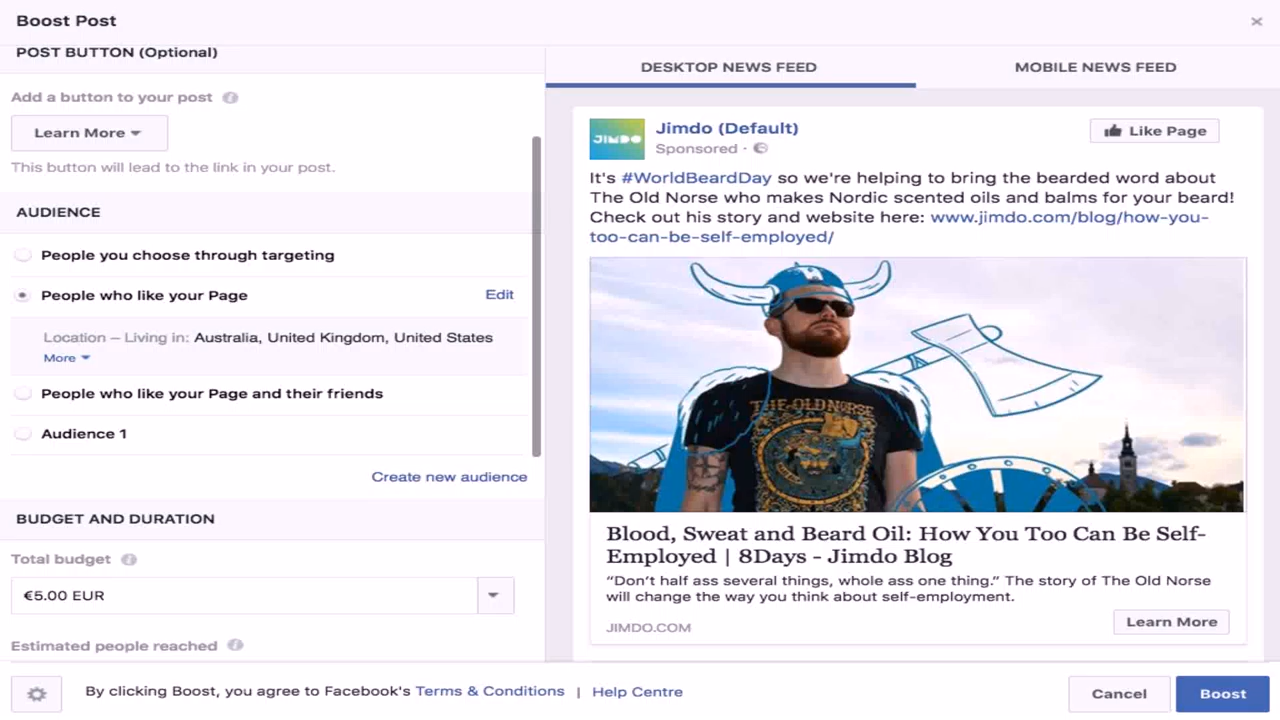 Boost Post
×
POST BUTTON (Optional)
Add a button to your post
Learn More
This button will lead to the link in your post.
AUDIENCE
People you choose through targeting
People who like your Page
Edit
Location – Living in: Australia, United Kingdom, United States
More
People who like your Page and their friends
Audience 1
Create new audience
BUDGET AND DURATION
Total budget
€5.00 EUR
Estimated people reached
DESKTOP NEWS FEED
MOBILE NEWS FEED
JIMDO
Jimdo (Default)
Sponsored ·
Like Page
It's #WorldBeardDay so we're helping to bring the bearded word about
The Old Norse who makes Nordic scented oils and balms for your beard!
Check out his story and website here: www.jimdo.com/blog/how-you-
too-can-be-self-employed/
THE OLD NORSE
Blood, Sweat and Beard Oil: How You Too Can Be Self-
Employed | 8Days - Jimdo Blog
“Don’t half ass several things, whole ass one thing.” The story of The Old Norse
will change the way you think about self-employment.
JIMDO.COM
Learn More
By clicking Boost, you agree to Facebook's Terms & Conditions | Help Centre
Cancel
Boost